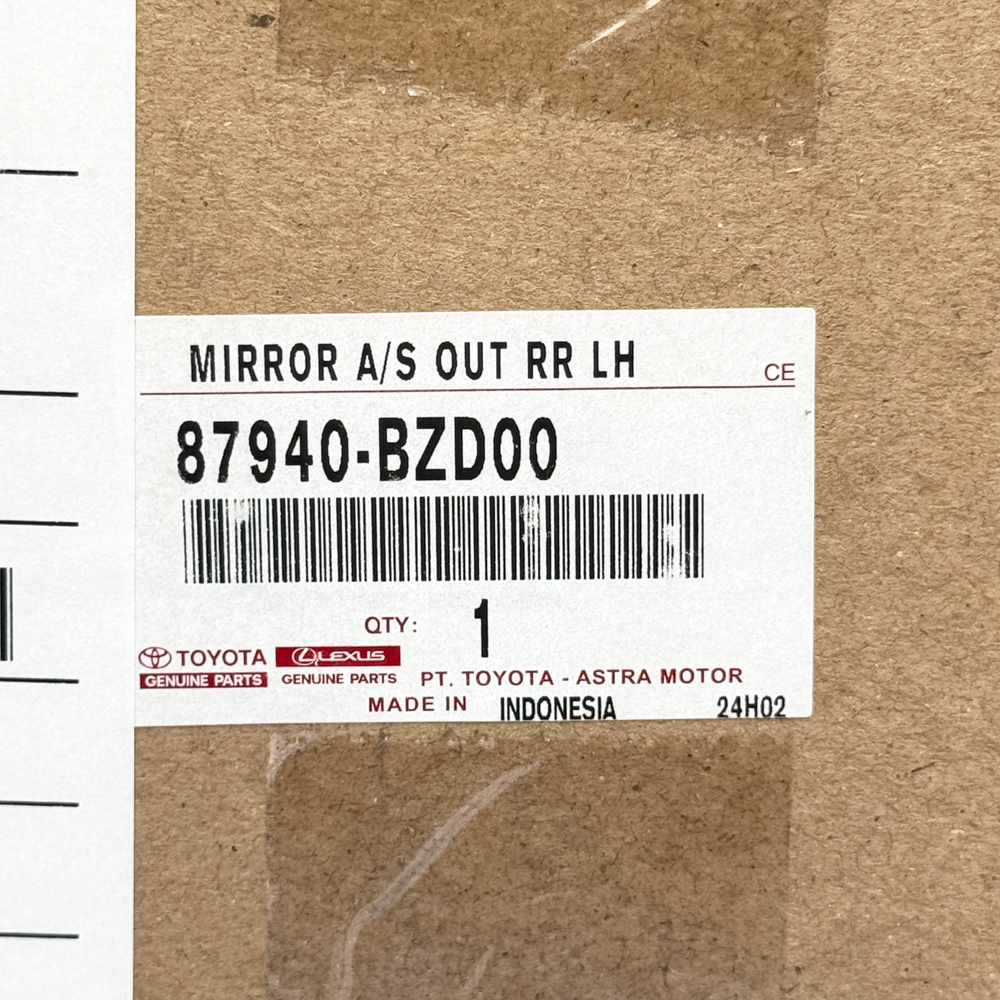 MIRROR A/S OUT RR LH
CE
87940-BZD00
QTY: 1
TOYOTA LEXUS
GENUINE PARTS GENUINE PARTS PT. TOYOTA - ASTRA MOTOR
MADE IN INDONESIA 24H02